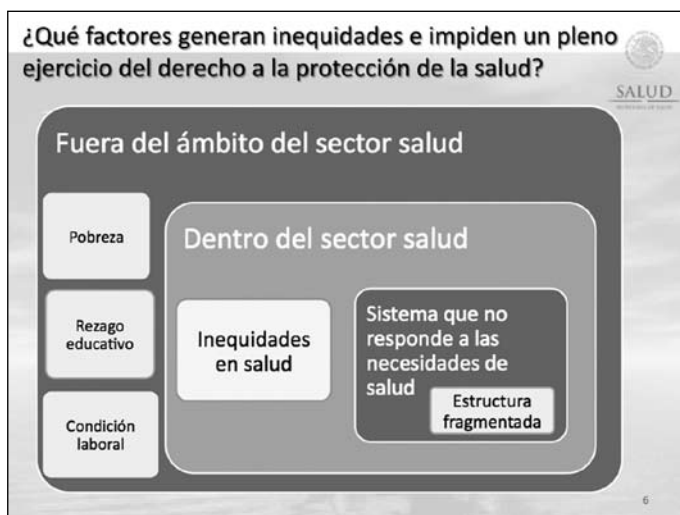 ¿Qué factores generan inequidades e impiden un pleno
ejercicio del derecho a la protección de la salud?
SALUD
Fuera del ámbito del sector salud
Pobreza
Rezago
educativo
Condición
laboral
Dentro del sector salud
Inequidades
en salud
Sistema que no
responde a las
necesidades de
salud
Estructura
fragmentada
6